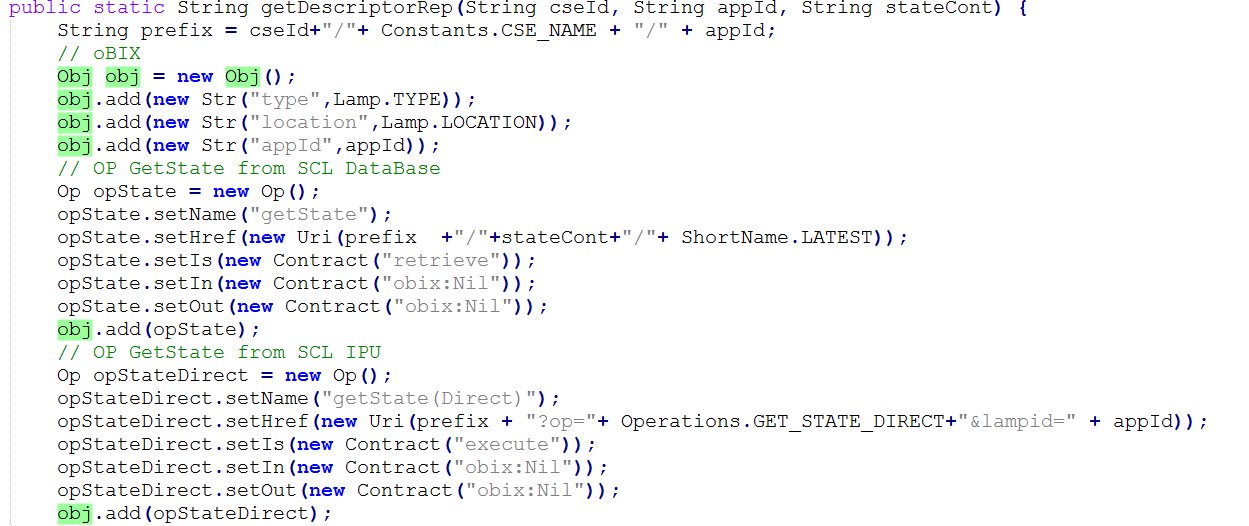 public static String getDescriptorRep(String cseId, String appId, String stateCont) {
String prefix = cseId+"/"+ Constants.CSE_NAME + "/" + appId;
// oBIX
Obj obj = new Obj();
obj.add(new Str("type",Lamp.TYPE));
obj.add(new Str("location",Lamp.LOCATION));
obj.add(new Str("appId",appId));
// OP GetState from SCL DataBase
Op opState = new Op();
opState.setName("getState");
opState.setHref(new Uri(prefix  +"/"+stateCont+"/"+ ShortName.LATEST));
opState.setIs(new Contract("retrieve"));
opState.setIn(new Contract("obix:Nil"));
opState.setOut(new Contract("obix:Nil"));
obj.add(opState);
// OP GetState from SCL IPU
Op opStateDirect = new Op();
opStateDirect.setName("getState(Direct)");
opStateDirect.setHref(new Uri(prefix + "?op="+ Operations.GET_STATE_DIRECT+"&lampid=" + appId));
opStateDirect.setIs(new Contract("execute"));
opStateDirect.setIn(new Contract("obix:Nil"));
opStateDirect.setOut(new Contract("obix:Nil"));
obj.add(opStateDirect);